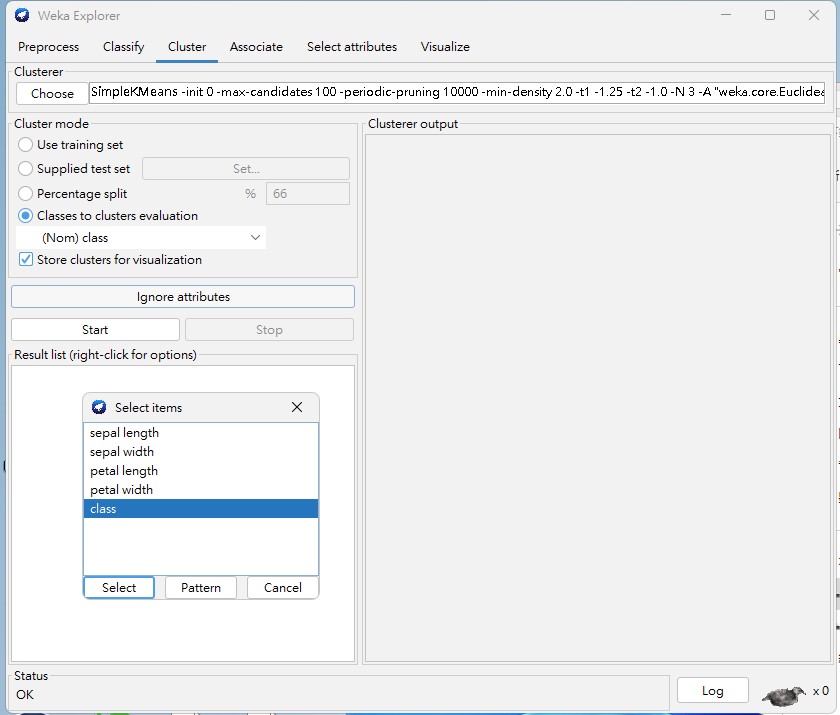 Weka Explorer
Preprocess Classify Cluster Associate Select attributes Visualize
Clusterer
Choose SimpleKMeans -init 0 -max-candidates 100 -periodic-pruning 10000 -min-density 2.0 -t1 -1.25 -t2 -1.0 -N 3 -A "weka.core.Euclidea
Cluster mode
Use training set
Supplied test set Set...
Percentage split % 66
Classes to clusters evaluation
(Nom) class
Store clusters for visualization
Ignore attributes
Start Stop
Result list (right-click for options)
Select items
sepal length
sepal width
petal length
petal width
class
Select Pattern Cancel
Clusterer output
Status
OK
Log x 0